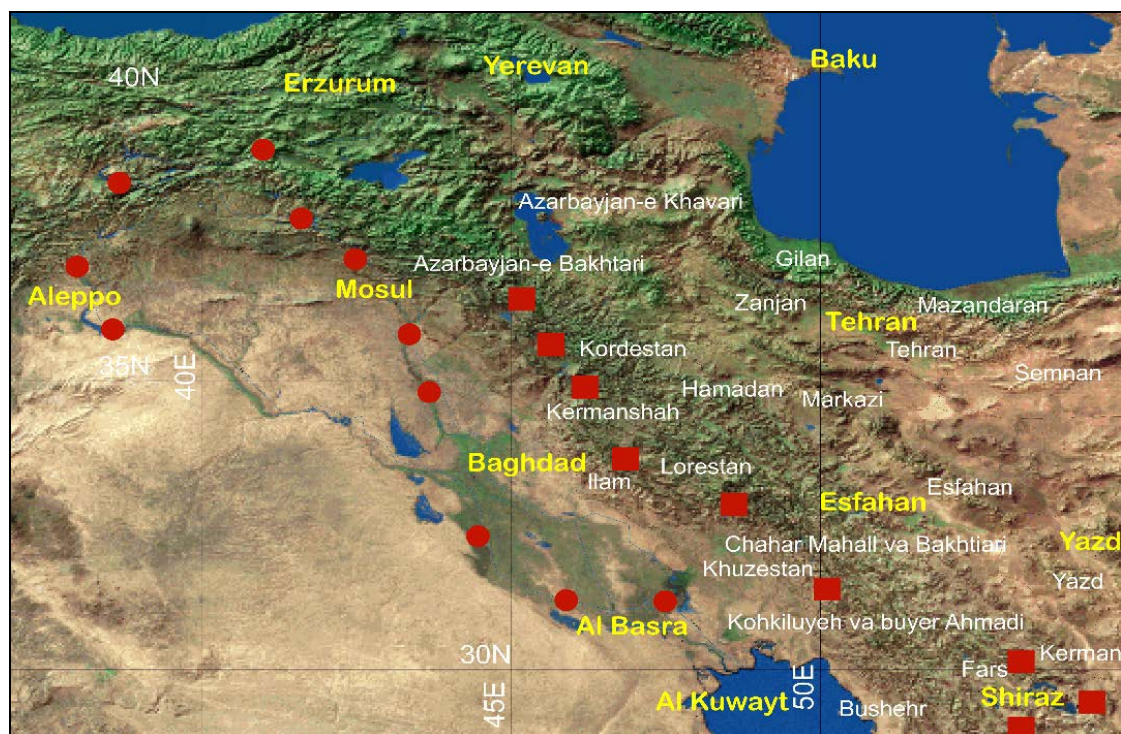 Baku
Yerevan
40N
Erzurum
Azarbayjan-e Khavari
Gilan
Azarbayjan-e Bakhtari
Mosul
Aleppo
Zanjan
Mazandaran
Tehran
Kordestan
Tehran
35N
40E
Semnan
Hamadan
Markazi
Kermanshah
Baghdad
Lorestan
Ilam
Esfahan
Esfahan
Chahar Mahall va Bakhtiari
Yazd
Khuzestan
Yazd
Al Basra
Kohkiluyeh va buyer Ahmadi
30N
Kerman
Fars
45E
Al Kuwayt
50E
Bushehr
Shiraz